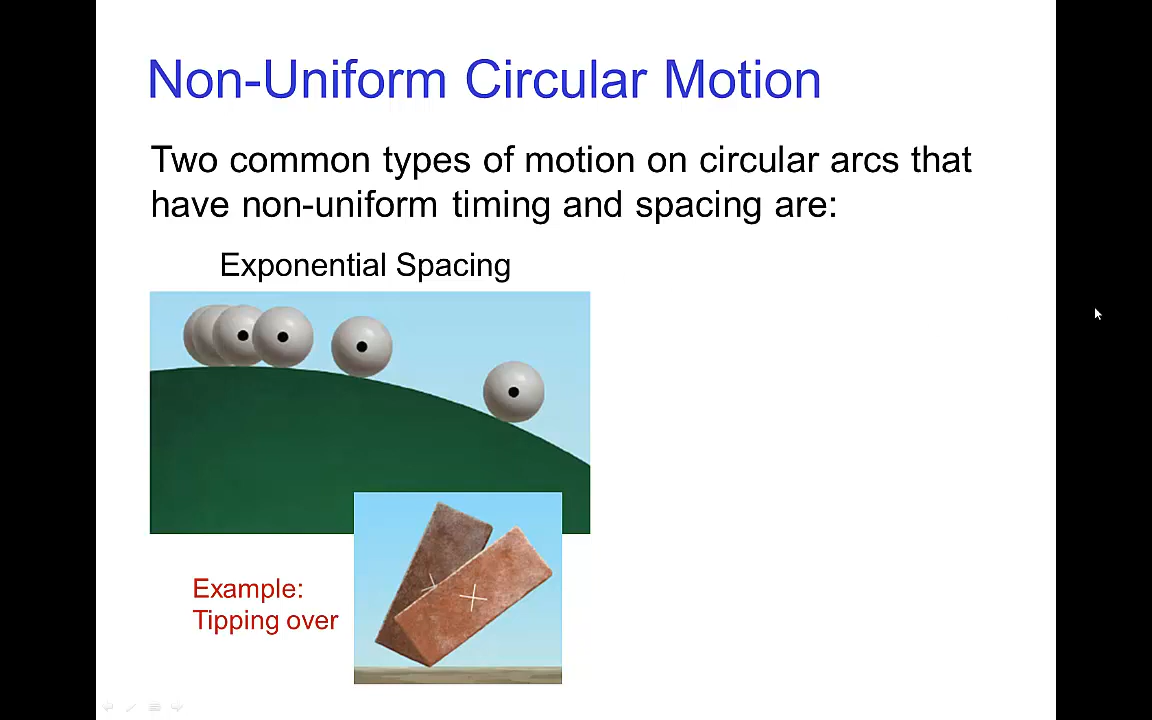 Non-Uniform Circular Motion
Two common types of motion on circular arcs that
have non-uniform timing and spacing are:
Exponential Spacing
Example:
Tipping over